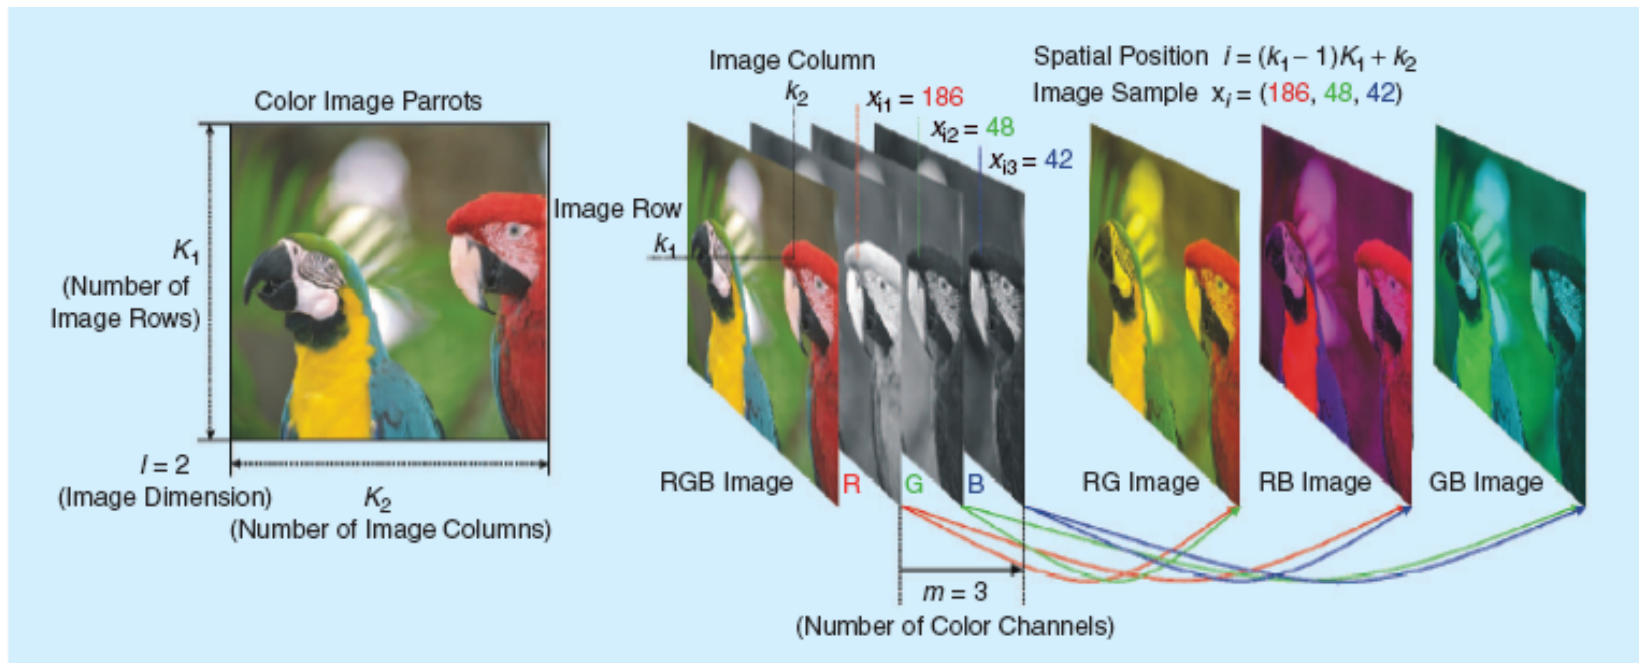 Color Image Parrots
K1
(Number of
Image Rows)
l = 2
(Image Dimension)
K2
(Number of Image Columns)
Image Column
k2
Image Row
k1
xi1 = 186
xi2 = 48
xi3 = 42
Spatial Position i = (k1 – 1)K1 + k2
Image Sample xi = (186, 48, 42)
RGB Image
R
G
B
RG Image
RB Image
GB Image
m = 3
(Number of Color Channels)